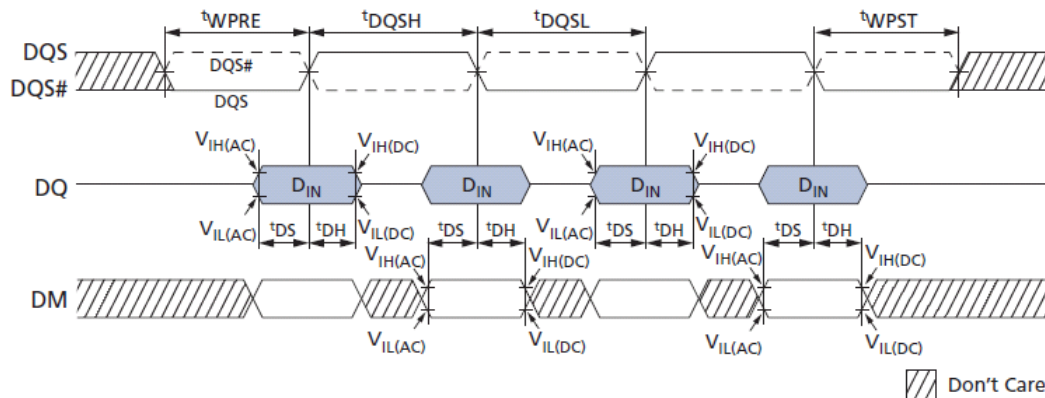 tWPRE tDQSH tDQSL tWPST
DQS
DQS#
DQS#
DQS
VIH(AC) VIH(DC) VIH(AC) VIH(DC)
DQ DIN DIN DIN DIN
VIL(AC) VIL(DC) VIL(AC) VIL(DC)
tDS tDH tDS tDH tDS tDH tDS tDH
VIH(AC) VIH(DC) VIH(AC) VIH(DC)
DM
VIL(AC) VIL(DC) VIL(AC) VIL(DC)
Don't Care